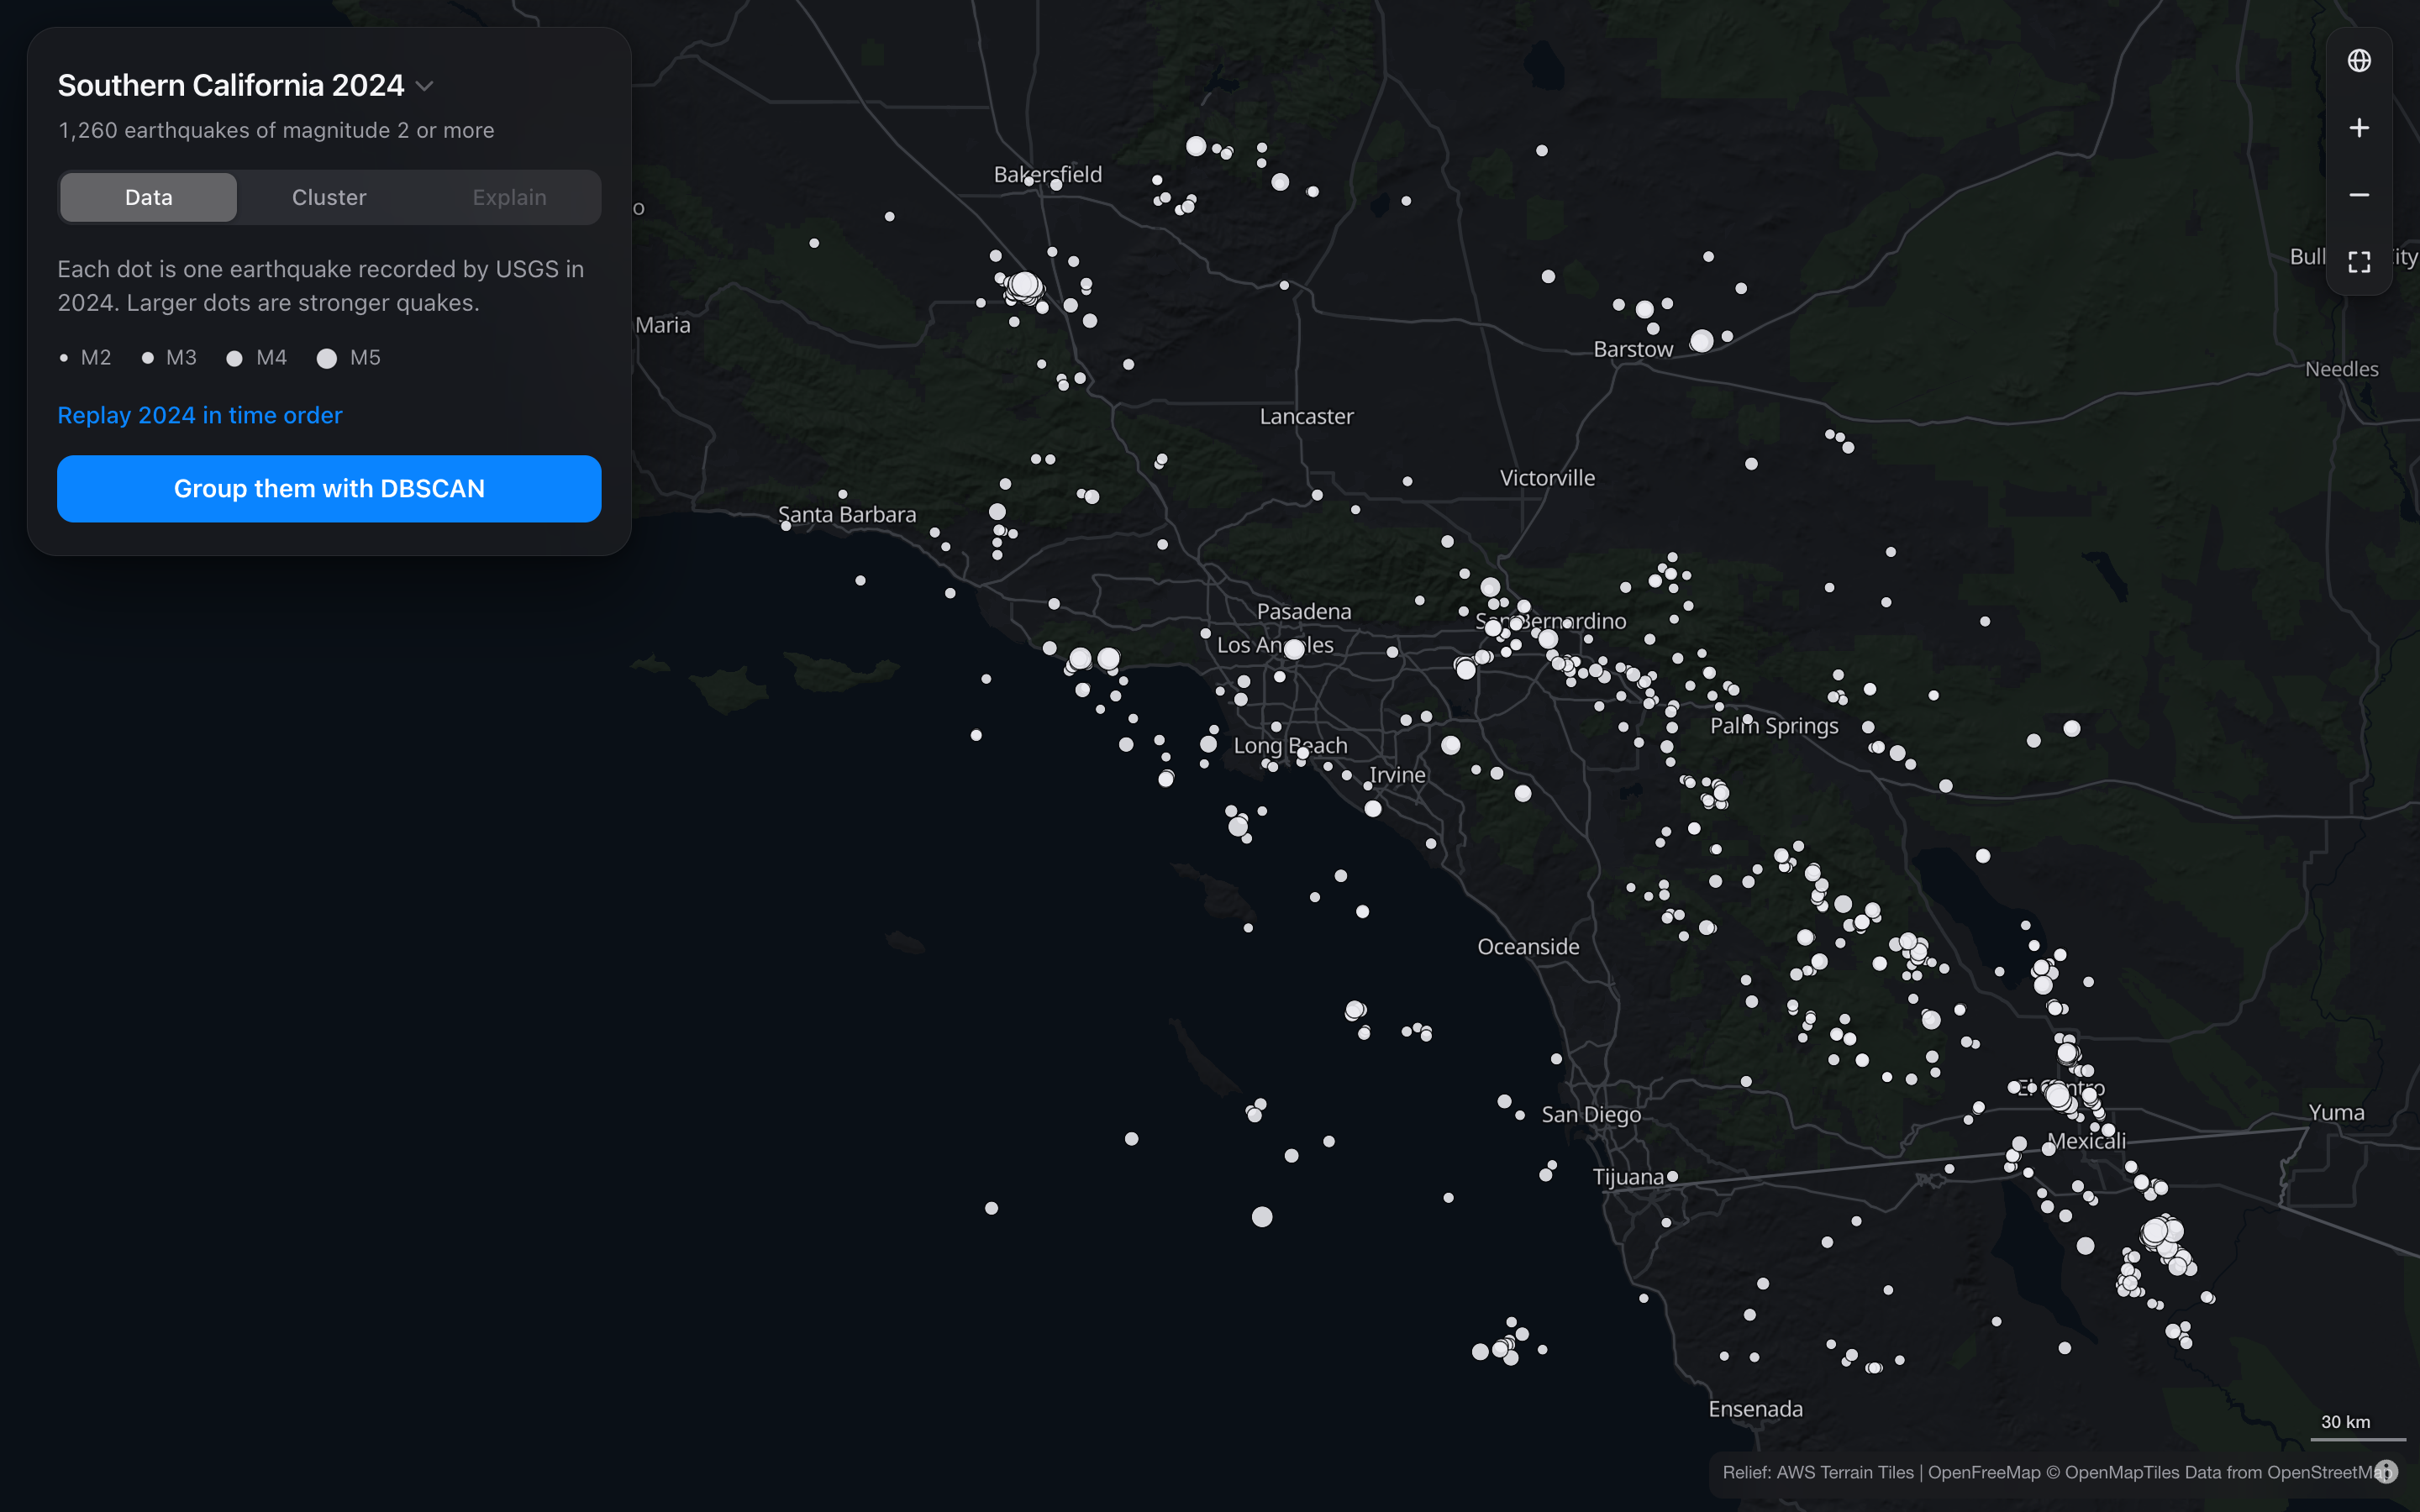 Southern California 2024
1,260 earthquakes of magnitude 2 or more
Data
Cluster
Explain
Each dot is one earthquake recorded by USGS in
2024. Larger dots are stronger quakes.
M2
M3
M4
M5
Replay 2024 in time order
Group them with DBSCAN
Bakersfield
o
Maria
Barstow
Needles
Lancaster
Victorville
Santa Barbara
Pasadena
San Bernardino
Los Angeles
Palm Springs
Long Beach
Irvine
Oceanside
El Centro
San Diego
Yuma
Mexicali
Tijuana
Ensenada
30 km
Relief: AWS Terrain Tiles | OpenFreeMap © OpenMapTiles Data from OpenStreetMap